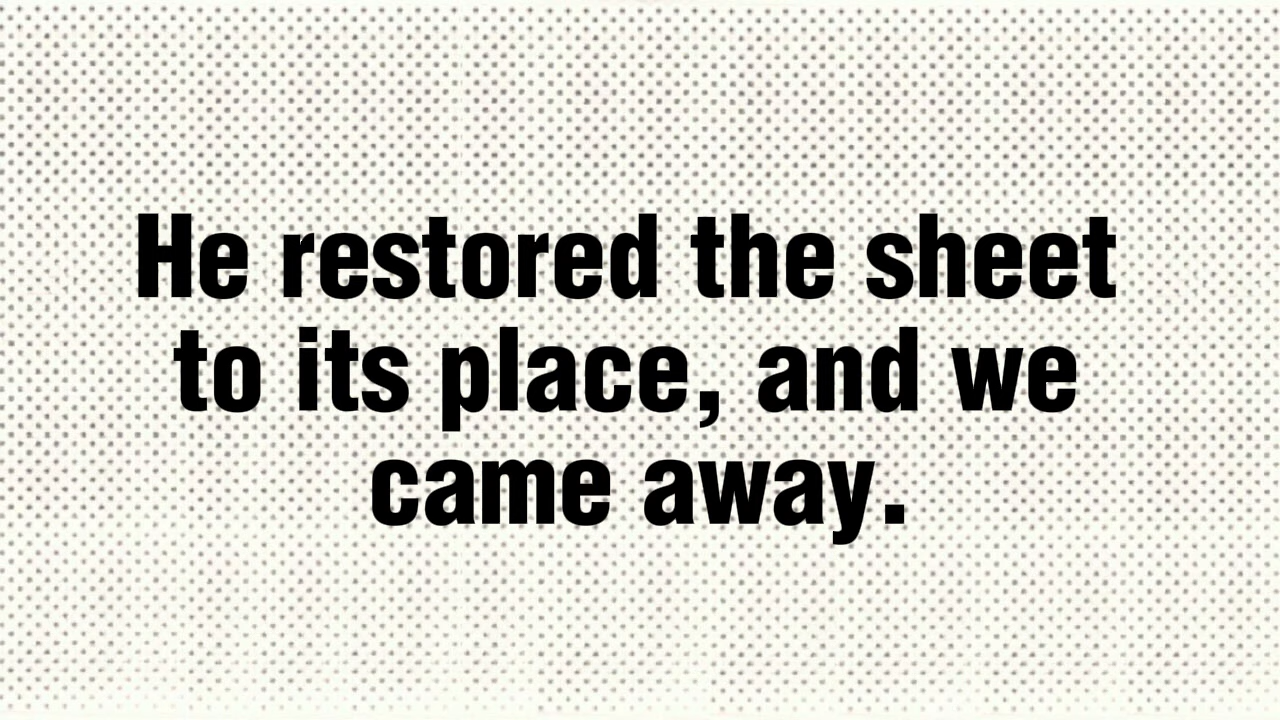 He restored the sheet
to its place, and we
came away.